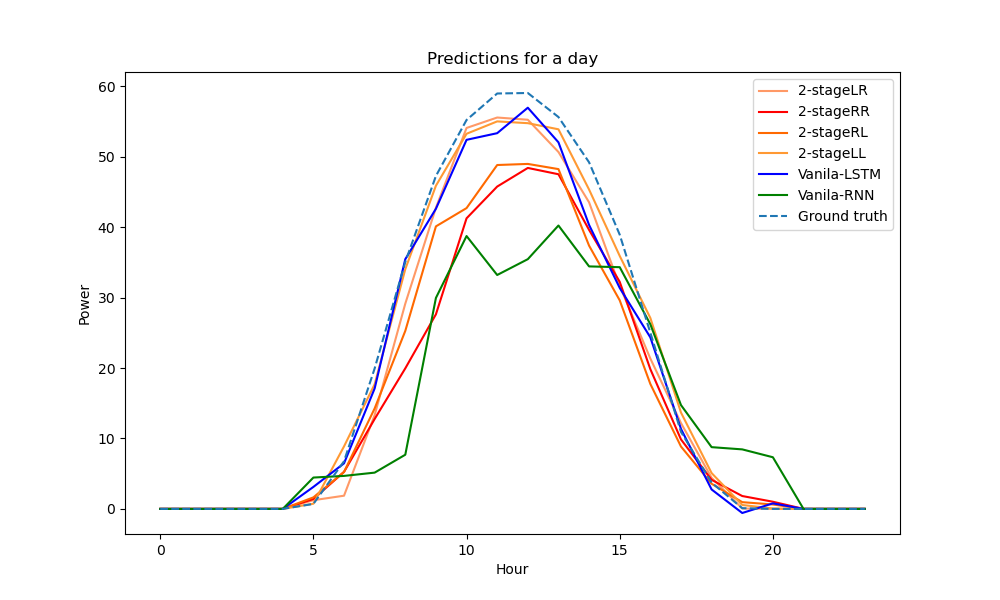 Predictions for a day
60
50
40
30
20
10
0
Power
0 5 10 15 20
Hour
2-stageLR
2-stageRR
2-stageRL
2-stageLL
Vanila-LSTM
Vanila-RNN
Ground truth